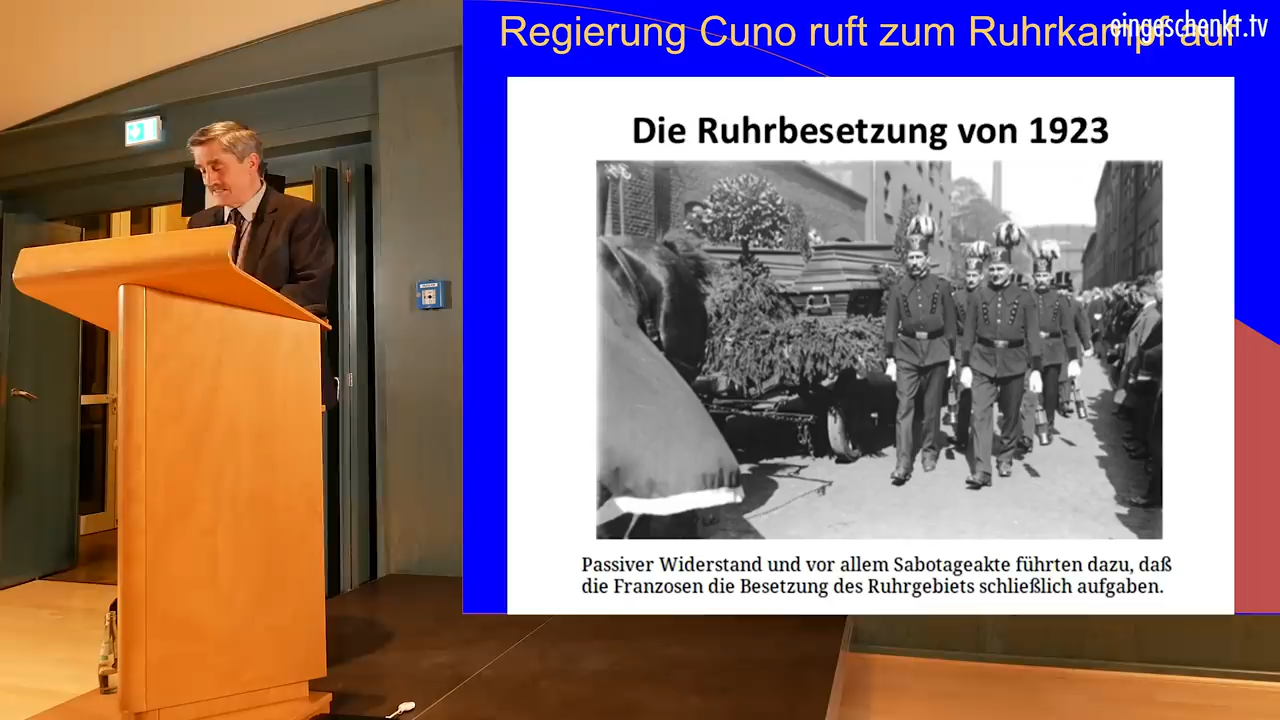 Regierung Cuno ruft zum Ruhrkampf auf
eingeschenkt.tv
Die Ruhrbesetzung von 1923
Passiver Widerstand und vor allem Sabotageakte führten dazu, daß
die Franzosen die Besetzung des Ruhrgebiets schließlich aufgaben.